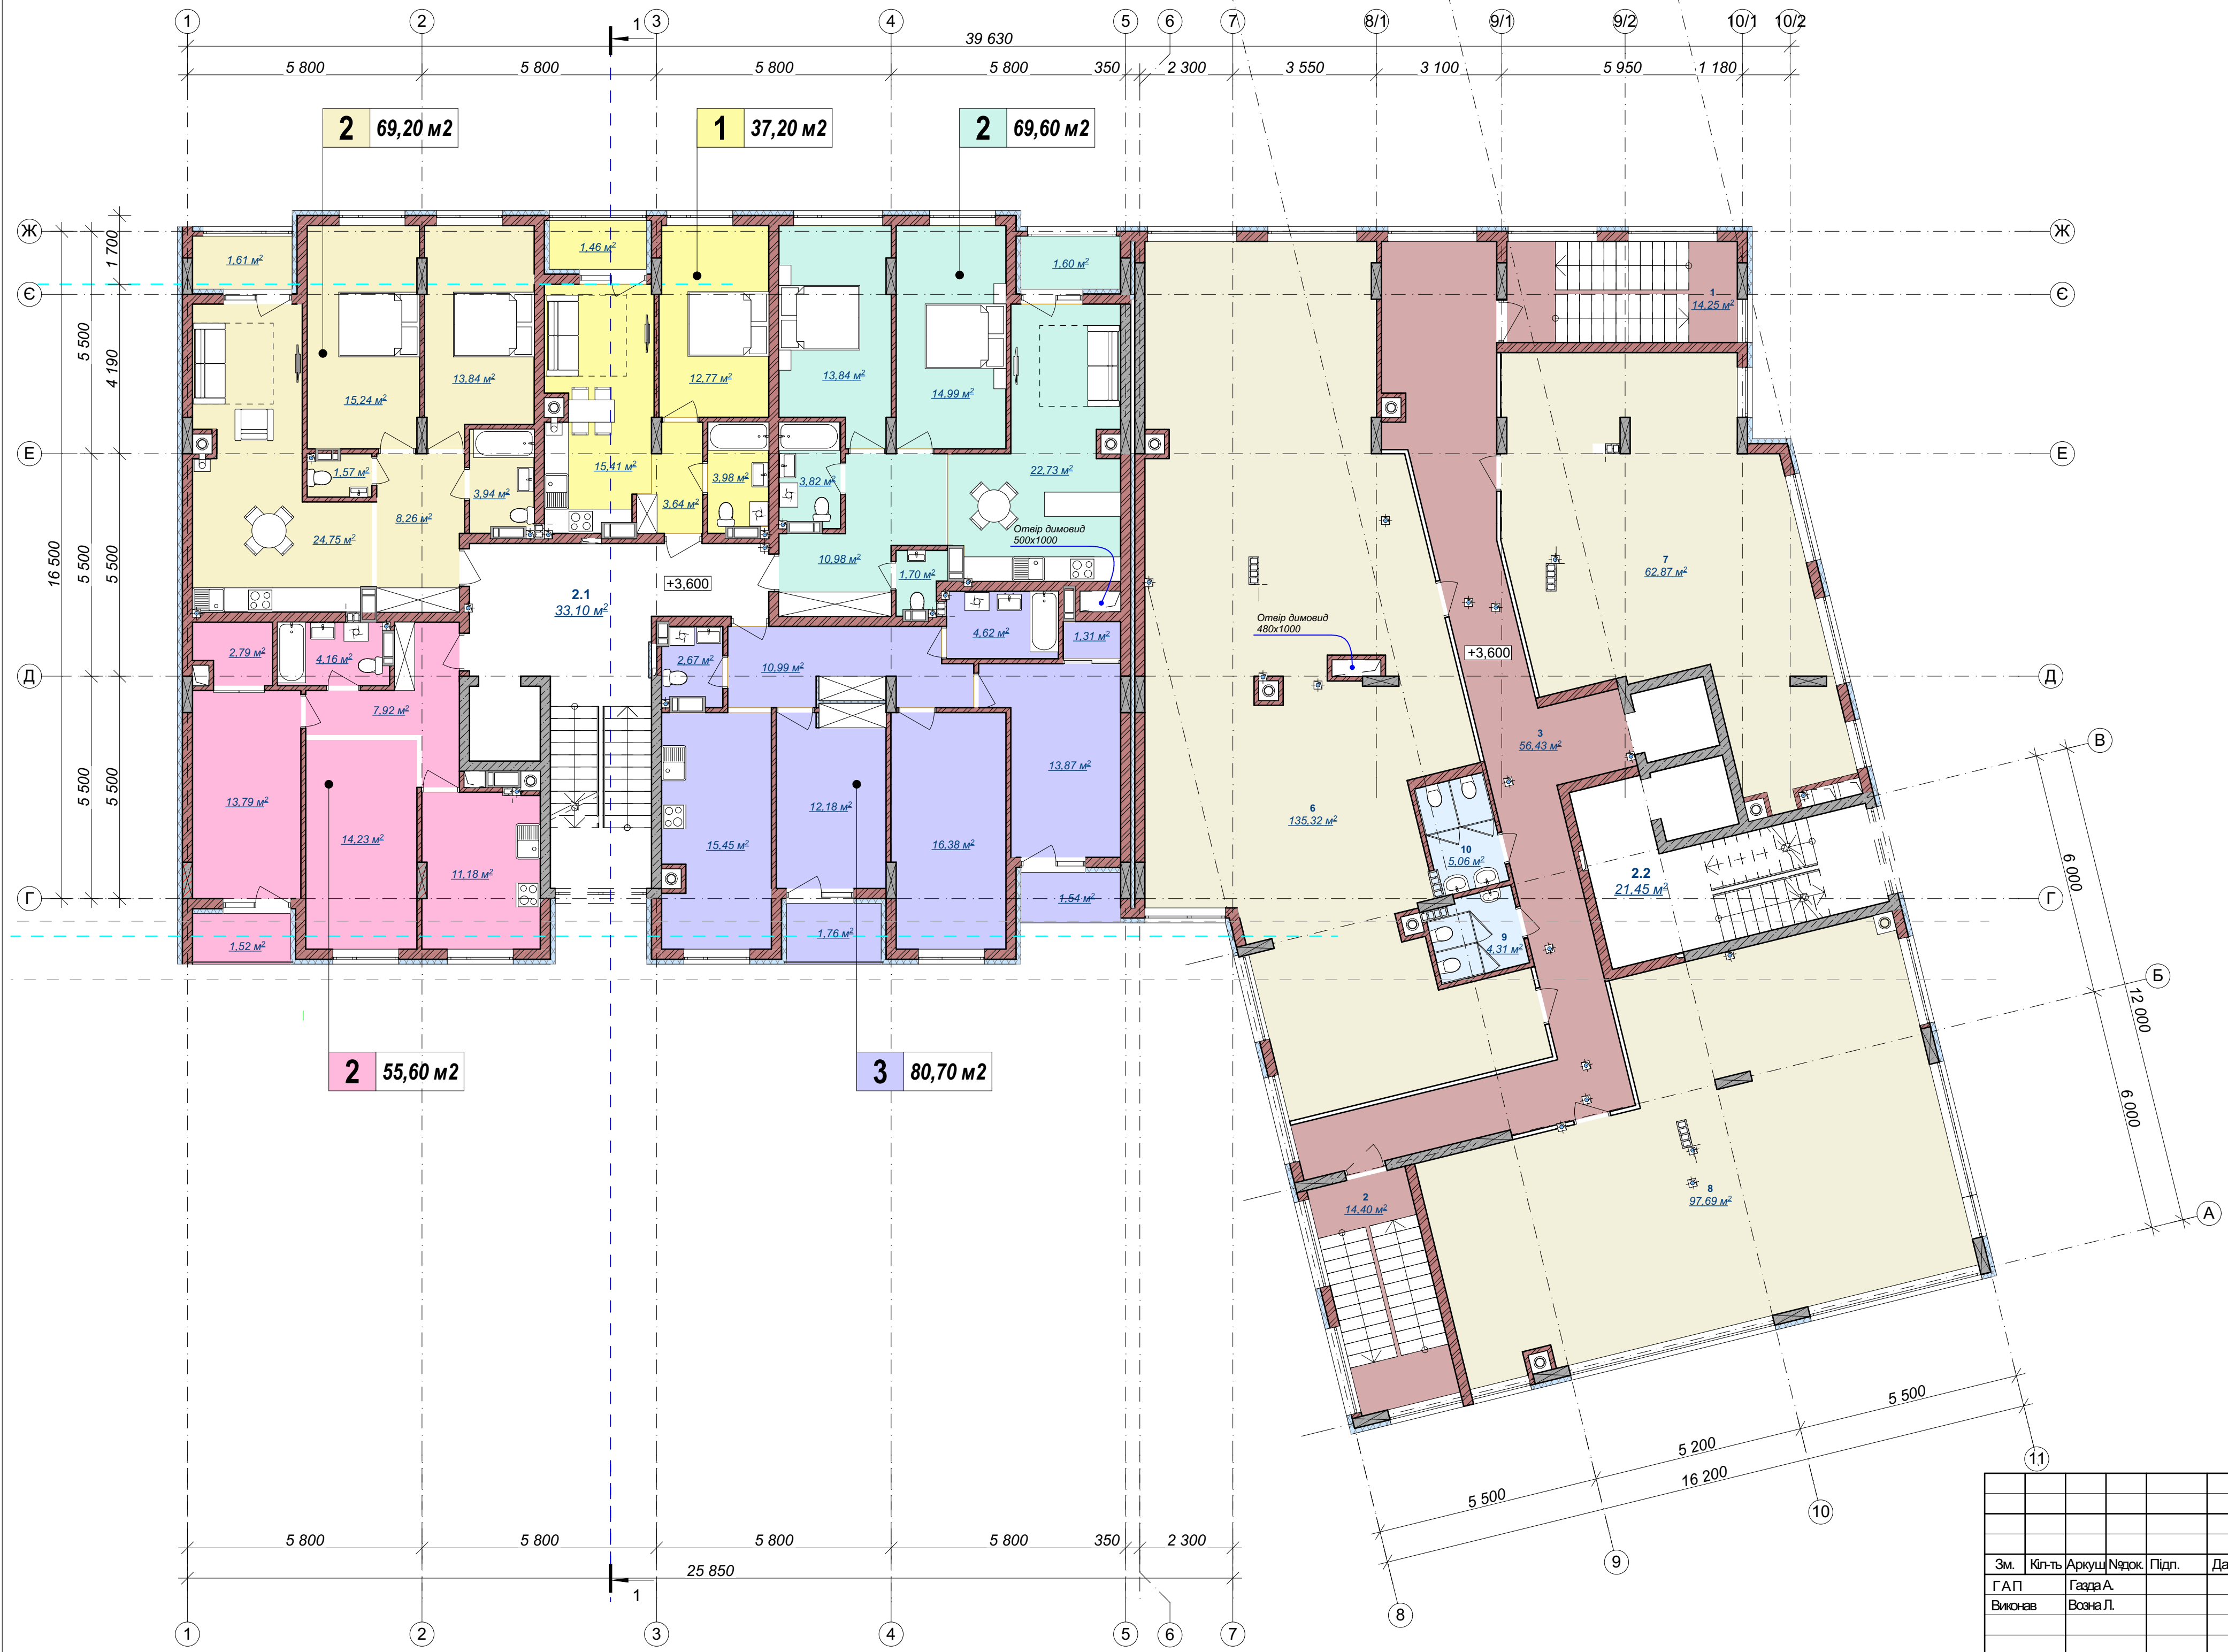 1 2 3 4 5 6 7 8/1 9/1 9/2 10/1 10/2
1
39 630
5 800 5 800 5 800 5 800 350 2 300 3 550 3 100 5 950 1 180
2 69,20 м2
1 37,20 м2
2 69,60 м2
Ж Ж
Є Є
Е Е
Д Д
Г Г
В
Б
А
16 500
5 500
5 500
5 500
1 700
4 190
5 500
5 500
1,61 м²
15,24 м²
13,84 м²
1,57 м²
3,94 м²
8,26 м²
24,75 м²
1,46 м²
12,77 м²
15,41 м²
3,98 м²
3,64 м²
13,84 м²
14,99 м²
1,60 м²
22,73 м²
3,82 м²
10,98 м²
1,70 м²
Отвір димовид
500х1000
2.1
33,10 м²
+3,600
2,79 м²
4,16 м²
7,92 м²
13,79 м²
14,23 м²
11,18 м²
1,52 м²
2,67 м²
10,99 м²
4,62 м²
1,31 м²
15,45 м²
12,18 м²
16,38 м²
13,87 м²
1,76 м²
1,54 м²
2 55,60 м2
3 80,70 м2
1
14,25 м²
7
62,87 м²
Отвір димовид
480х1000
+3,600
3
56,43 м²
6
135,32 м²
10
5,06 м²
9
4,31 м²
2.2
21,45 м²
8
97,69 м²
2
14,40 м²
6 000
12 000
6 000
5 500
5 200
5 500
16 200
8 9 10 11
5 800 5 800 5 800 5 800 350 2 300
25 850
1
1 2 3 4 5 6 7
Зм. Кіл-ть Аркуш №док. Підп. Да
ГАП Газда А.
Виконав Возна Л.